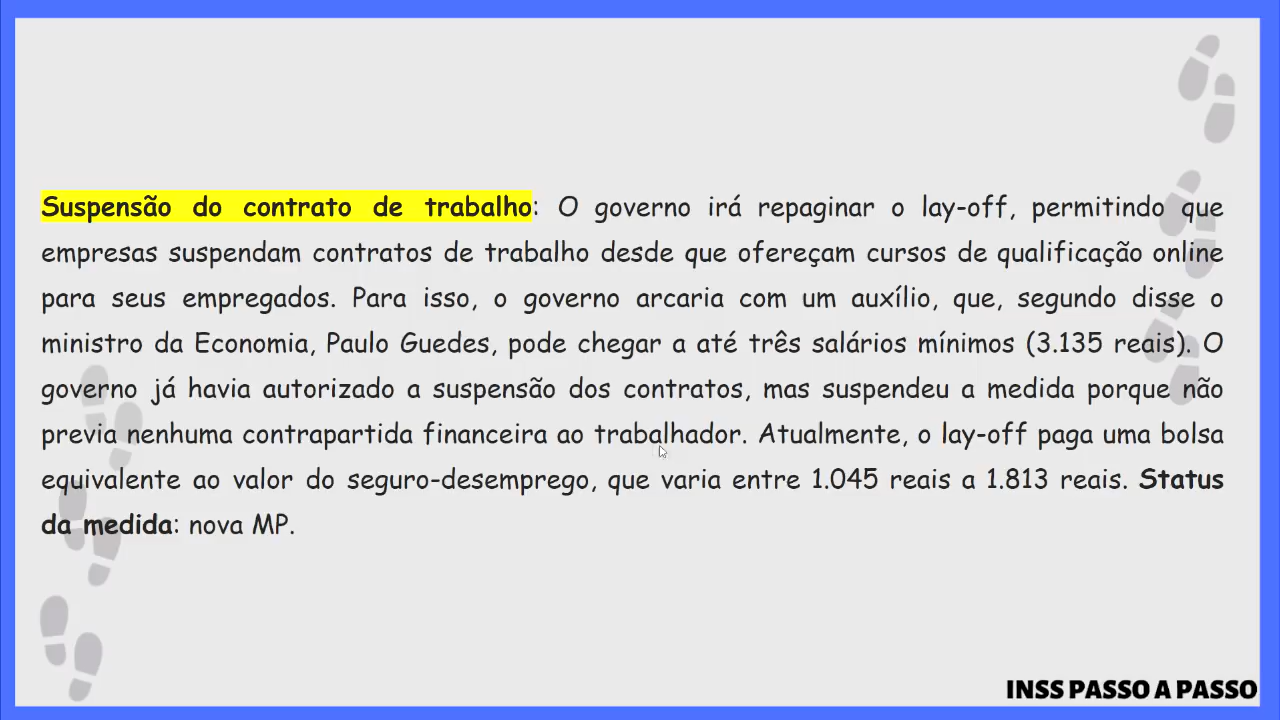 Suspensão do contrato de trabalho: O governo irá repaginar o lay-off, permitindo que
empresas suspendam contratos de trabalho desde que ofereçam cursos de qualificação online
para seus empregados. Para isso, o governo arcaria com um auxílio, que, segundo disse o
ministro da Economia, Paulo Guedes, pode chegar a até três salários mínimos (3.135 reais). O
governo já havia autorizado a suspensão dos contratos, mas suspendeu a medida porque não
previa nenhuma contrapartida financeira ao trabalhador. Atualmente, o lay-off paga uma bolsa
equivalente ao valor do seguro-desemprego, que varia entre 1.045 reais a 1.813 reais. Status
da medida: nova MP.
INSS PASSO A PASSO